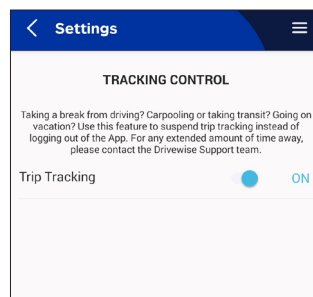 Settings
TRACKING CONTROL
Taking a break from driving? Carpooling or taking transit? Going on
vacation? Use this feature to suspend trip tracking instead of
logging out of the App. For any extended amount of time away,
please contact the Drivewise Support team.
Trip Tracking ON